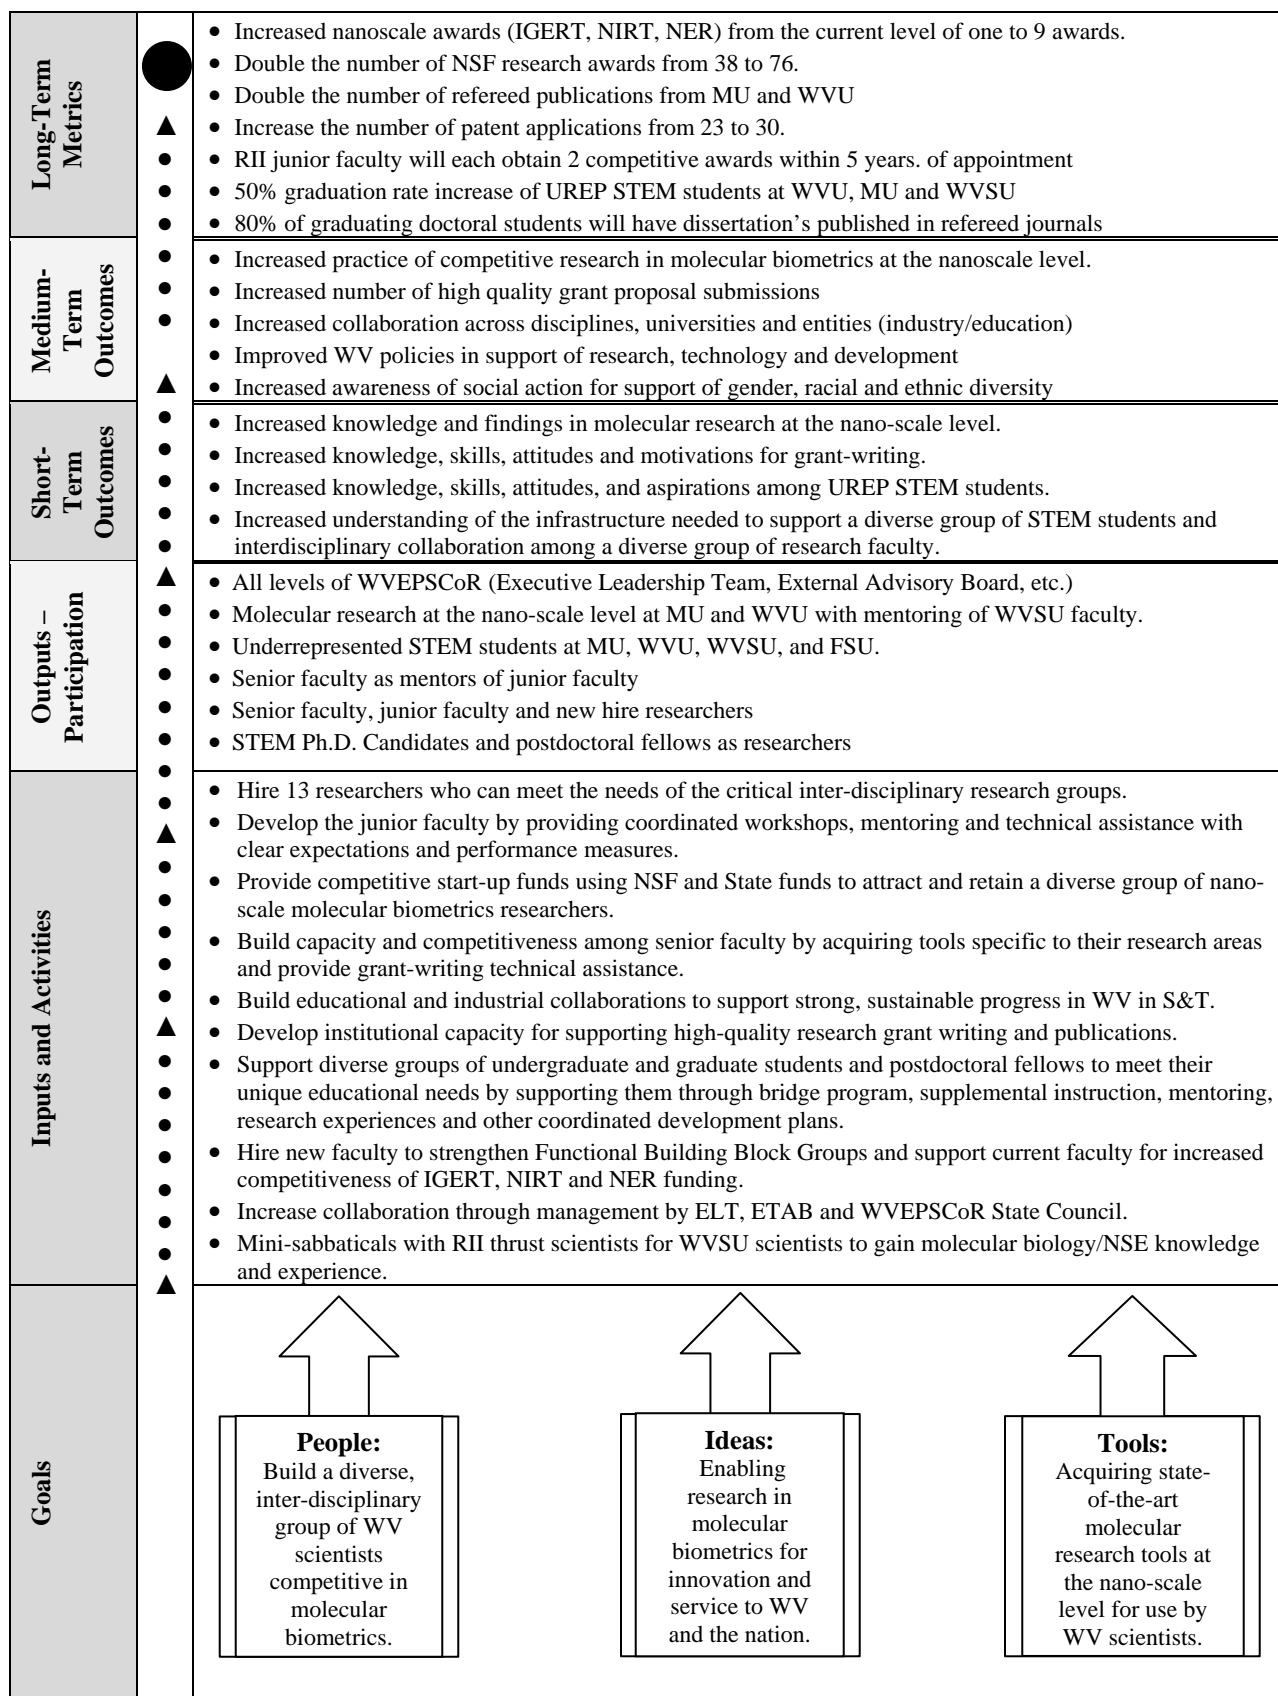 Long-Term
Metrics
• Increased nanoscale awards (IGERT, NIRT, NER) from the current level of one to 9 awards.
• Double the number of NSF research awards from 38 to 76.
• Double the number of refereed publications from MU and WVU
• Increase the number of patent applications from 23 to 30.
• RII junior faculty will each obtain 2 competitive awards within 5 years. of appointment
• 50% graduation rate increase of UREP STEM students at WVU, MU and WVSU
• 80% of graduating doctoral students will have dissertation's published in refereed journals
Medium-
Term
Outcomes
• Increased practice of competitive research in molecular biometrics at the nanoscale level.
• Increased number of high quality grant proposal submissions
• Increased collaboration across disciplines, universities and entities (industry/education)
• Improved WV policies in support of research, technology and development
• Increased awareness of social action for support of gender, racial and ethnic diversity
Short-
Term
Outcomes
• Increased knowledge and findings in molecular research at the nano-scale level.
• Increased knowledge, skills, attitudes and motivations for grant-writing.
• Increased knowledge, skills, attitudes, and aspirations among UREP STEM students.
• Increased understanding of the infrastructure needed to support a diverse group of STEM students and
interdisciplinary collaboration among a diverse group of research faculty.
Outputs –
Participation
• All levels of WVEPSCoR (Executive Leadership Team, External Advisory Board, etc.)
• Molecular research at the nano-scale level at MU and WVU with mentoring of WVSU faculty.
• Underrepresented STEM students at MU, WVU, WVSU, and FSU.
• Senior faculty as mentors of junior faculty
• Senior faculty, junior faculty and new hire researchers
• STEM Ph.D. Candidates and postdoctoral fellows as researchers
Inputs and Activities
• Hire 13 researchers who can meet the needs of the critical inter-disciplinary research groups.
• Develop the junior faculty by providing coordinated workshops, mentoring and technical assistance with
clear expectations and performance measures.
• Provide competitive start-up funds using NSF and State funds to attract and retain a diverse group of nano-
scale molecular biometrics researchers.
• Build capacity and competitiveness among senior faculty by acquiring tools specific to their research areas
and provide grant-writing technical assistance.
• Build educational and industrial collaborations to support strong, sustainable progress in WV in S&T.
• Develop institutional capacity for supporting high-quality research grant writing and publications.
• Support diverse groups of undergraduate and graduate students and postdoctoral fellows to meet their
unique educational needs by supporting them through bridge program, supplemental instruction, mentoring,
research experiences and other coordinated development plans.
• Hire new faculty to strengthen Functional Building Block Groups and support current faculty for increased
competitiveness of IGERT, NIRT and NER funding.
• Increase collaboration through management by ELT, ETAB and WVEPSCoR State Council.
• Mini-sabbaticals with RII thrust scientists for WVSU scientists to gain molecular biology/NSE knowledge
and experience.
Goals
People:
Build a diverse,
inter-disciplinary
group of WV
scientists
competitive in
molecular
biometrics.
Ideas:
Enabling
research in
molecular
biometrics for
innovation and
service to WV
and the nation.
Tools:
Acquiring state-
of-the-art
molecular
research tools at
the nano-scale
level for use by
WV scientists.